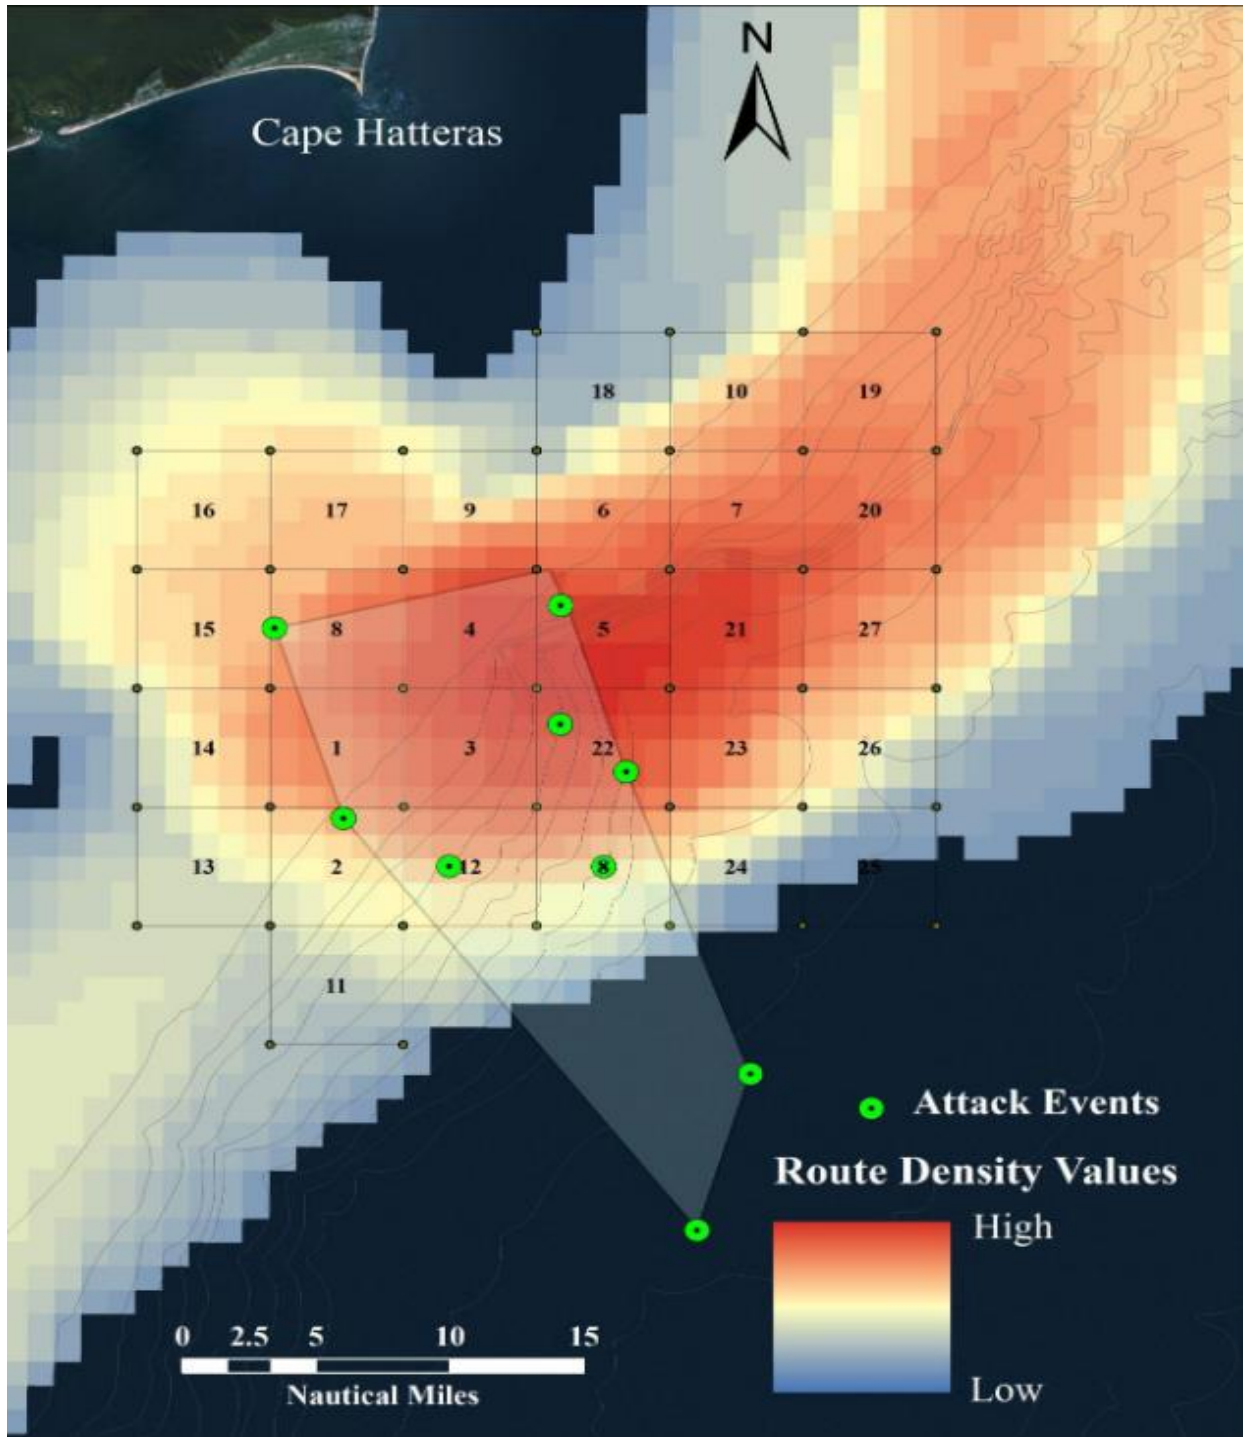 N
Cape Hatteras
18 10 19
16 17 9 6 7 20
15 8 4 5 21 27
14 1 3 22 23 26
13 2 12 8 24 25
11
Attack Events
Route Density Values
High
Low
0 2.5 5 10 15
Nautical Miles